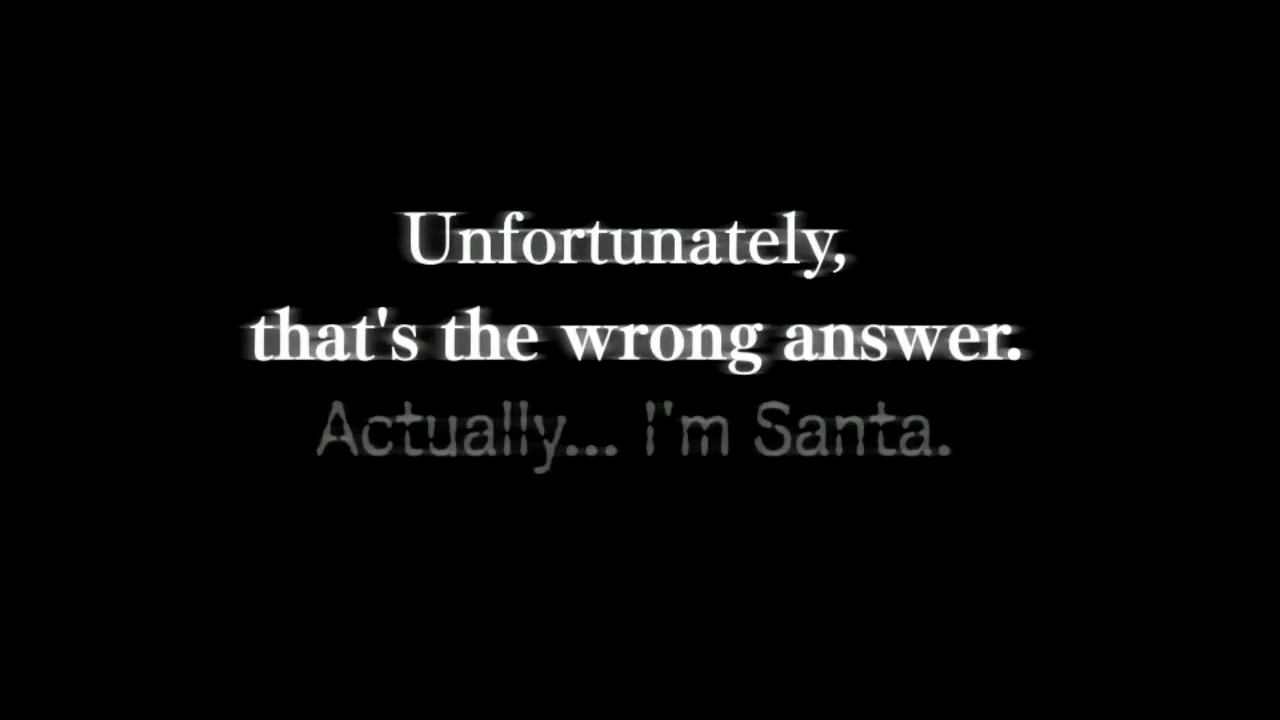 Unfortunately,
that's the wrong answer.
Actually... I'm Santa.